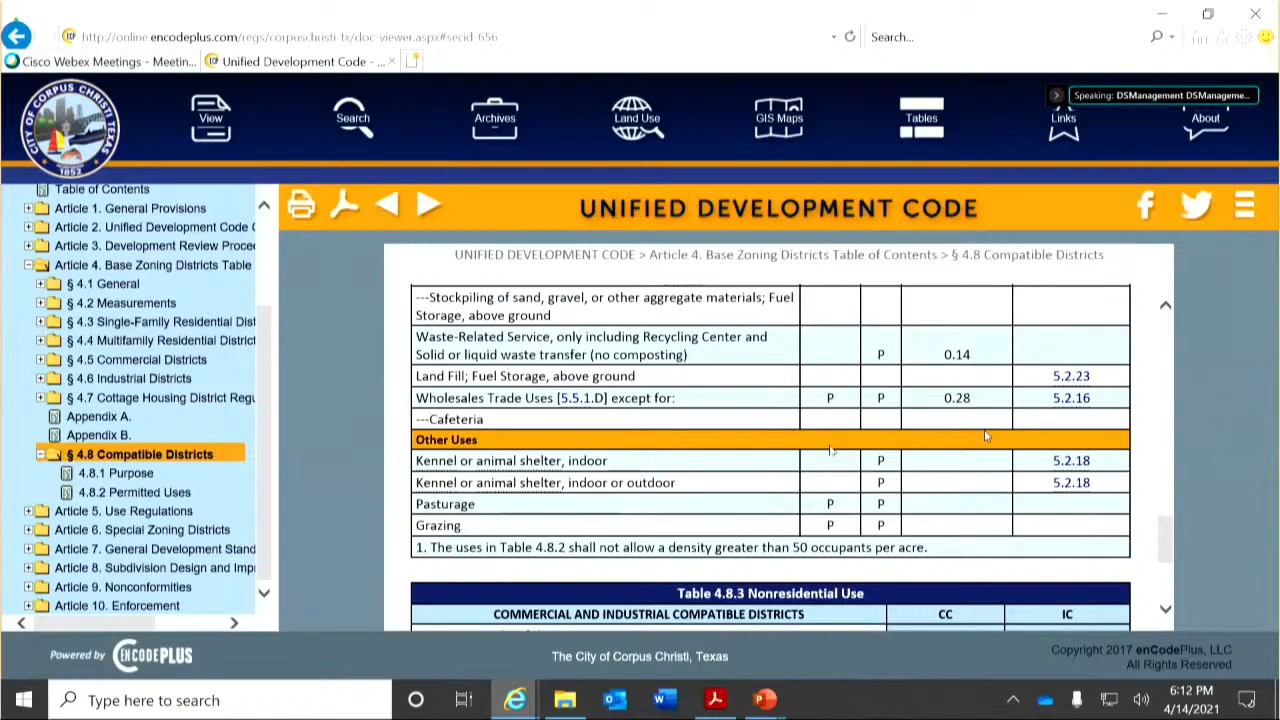 http://online.encodeplus.com/regs/corpuschristi-tx/doc-viewer.aspx#secid-656
Search...
Cisco Webex Meetings - Meetin...
Unified Development Code - ...
CITY OF CORPUS CHRISTI, TEXAS
1852
View
Search
Archives
Land Use
GIS Maps
Tables
Links
About
Speaking: DSManagement DSManageme...
Table of Contents
Article 1. General Provisions
Article 2. Unified Development Code (
Article 3. Development Review Proce
Article 4. Base Zoning Districts Table
§ 4.1 General
§ 4.2 Measurements
§ 4.3 Single-Family Residential Dist
§ 4.4 Multifamily Residential District
§ 4.5 Commercial Districts
§ 4.6 Industrial Districts
§ 4.7 Cottage Housing District Regu
Appendix A.
Appendix B.
§ 4.8 Compatible Districts
4.8.1 Purpose
4.8.2 Permitted Uses
Article 5. Use Regulations
Article 6. Special Zoning Districts
Article 7. General Development Stand
Article 8. Subdivision Design and Imp
Article 9. Nonconformities
Article 10. Enforcement
UNIFIED DEVELOPMENT CODE
UNIFIED DEVELOPMENT CODE > Article 4. Base Zoning Districts Table of Contents > § 4.8 Compatible Districts
---Stockpiling of sand, gravel, or other aggregate materials; Fuel
Storage, above ground
Waste-Related Service, only including Recycling Center and
Solid or liquid waste transfer (no composting) P 0.14
Land Fill; Fuel Storage, above ground 5.2.23
Wholesales Trade Uses [5.5.1.D] except for: P P 0.28 5.2.16
---Cafeteria
Other Uses
Kennel or animal shelter, indoor P 5.2.18
Kennel or animal shelter, indoor or outdoor P 5.2.18
Pasturage P P
Grazing P P
1. The uses in Table 4.8.2 shall not allow a density greater than 50 occupants per acre.
Table 4.8.3 Nonresidential Use
COMMERCIAL AND INDUSTRIAL COMPATIBLE DISTRICTS CC IC
Powered by ENCODEPLUS
The City of Corpus Christi, Texas
Copyright 2017 enCodePlus, LLC
All Rights Reserved
Type here to search
6:12 PM
4/14/2021